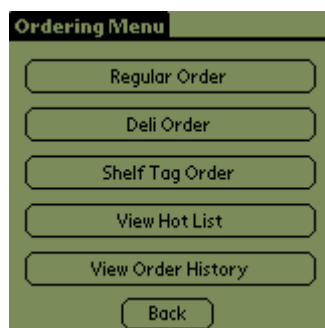 Ordering Menu
Regular Order
Deli Order
Shelf Tag Order
View Hot List
View Order History
Back